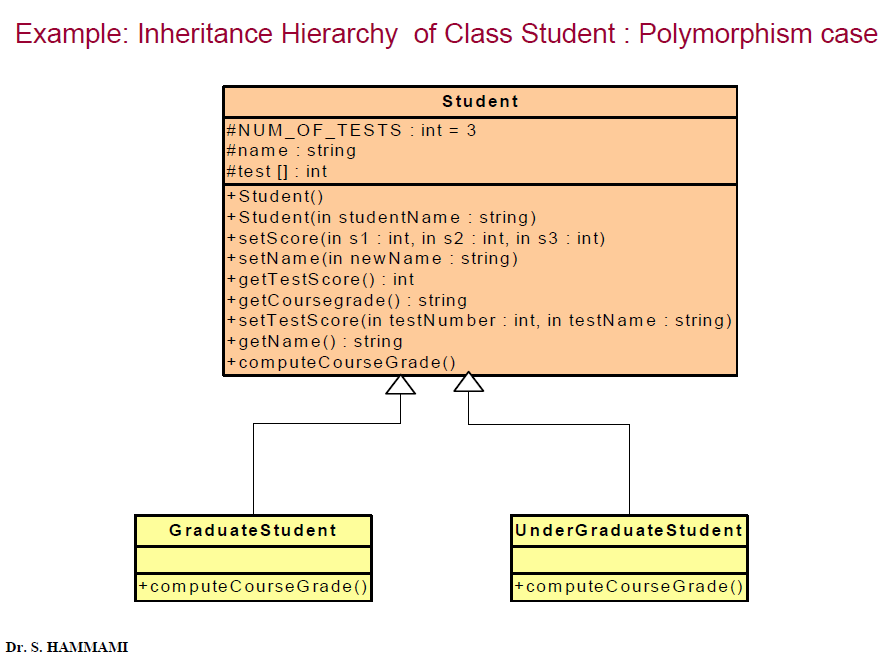 Example: Inheritance Hierarchy of Class Student : Polymorphism case
Student
#NUM_OF_TESTS : int = 3
#name : string
#test [] : int
+Student()
+Student(in studentName : string)
+setScore(in s1 : int, in s2 : int, in s3 : int)
+setName(in newName : string)
+getTestScore() : int
+getCoursegrade() : string
+setTestScore(in testNumber : int, in testName : string)
+getName() : string
+computeCourseGrade()
GraduateStudent
+computeCourseGrade()
UnderGraduateStudent
+computeCourseGrade()
Dr. S. HAMMAMI